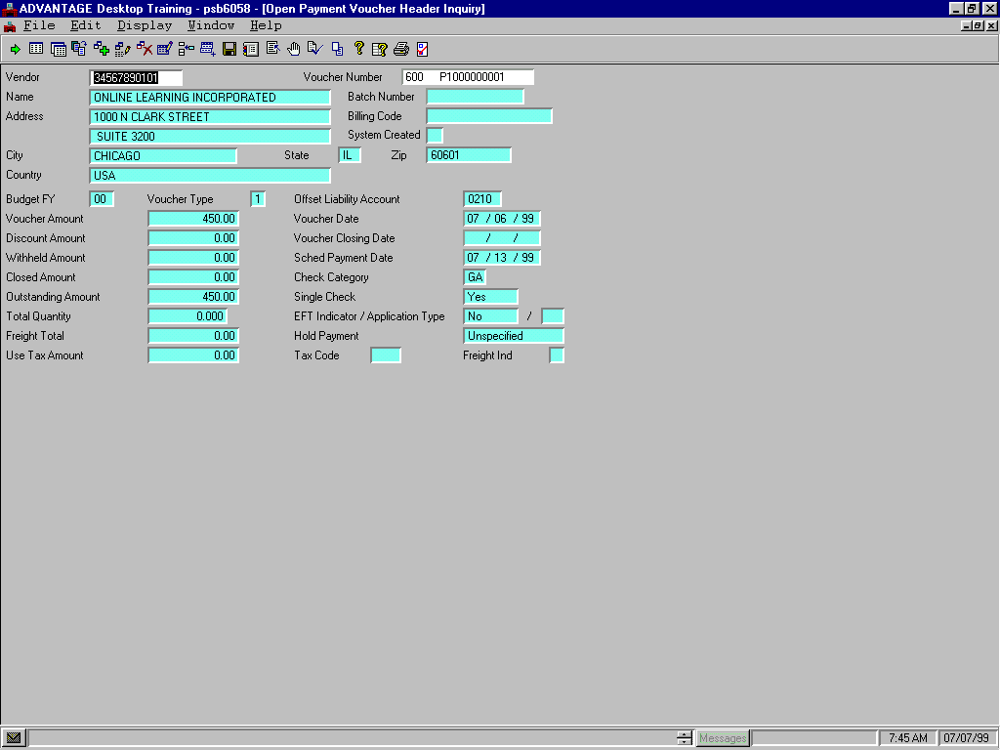 ADVANTAGE Desktop Training - psb6058 - [Open Payment Voucher Header Inquiry]
File Edit Display Window Help
Vendor 34567890101 Voucher Number 600 P1000000001
Name ONLINE LEARNING INCORPORATED Batch Number
Address 1000 N CLARK STREET Billing Code
SUITE 3200 System Created
City CHICAGO State IL Zip 60601
Country USA
Budget FY 00 Voucher Type 1 Offset Liability Account 0210
Voucher Amount 450.00 Voucher Date 07 / 06 / 99
Discount Amount 0.00 Voucher Closing Date / /
Withheld Amount 0.00 Sched Payment Date 07 / 13 / 99
Closed Amount 0.00 Check Category GA
Outstanding Amount 450.00 Single Check Yes
Total Quantity 0.000 EFT Indicator / Application Type No /
Freight Total 0.00 Hold Payment Unspecified
Use Tax Amount 0.00 Tax Code Freight Ind
Messages 7:45 AM 07/07/99